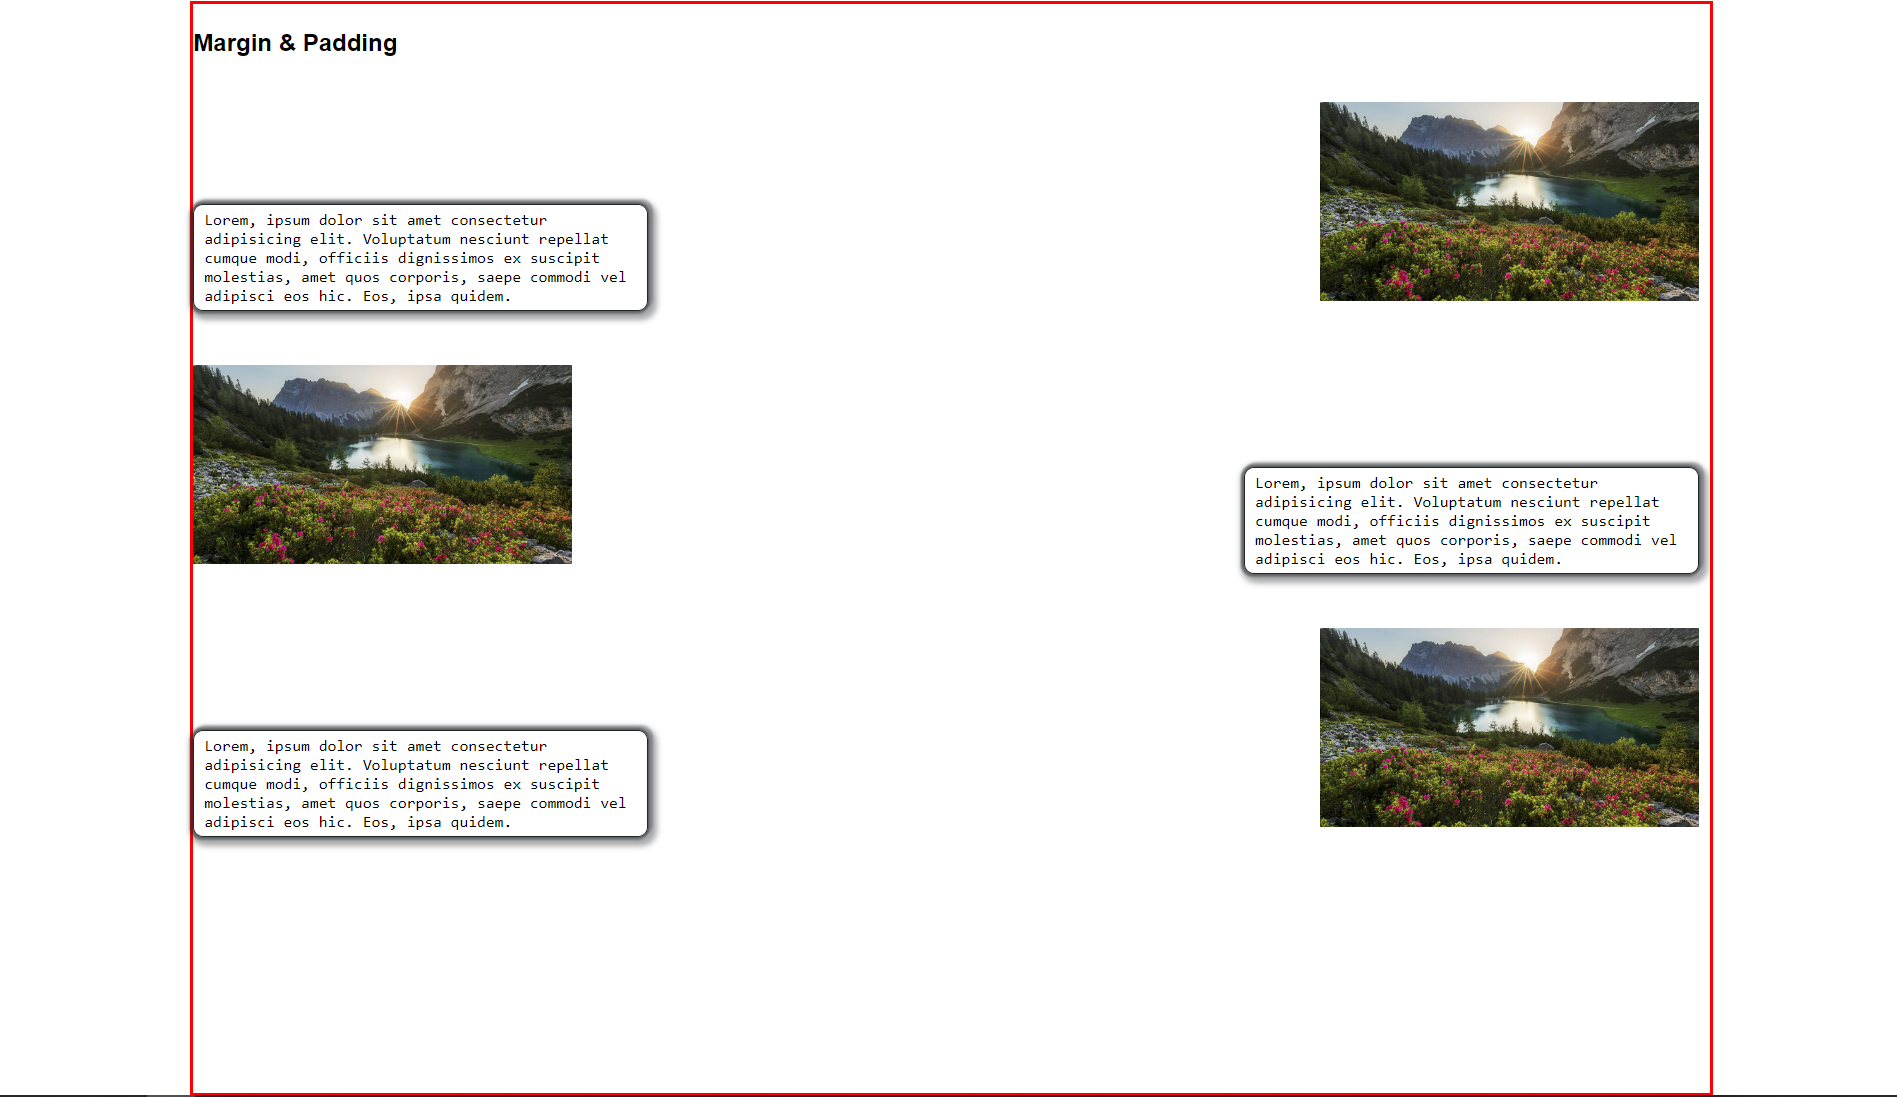 Margin & Padding
Lorem, ipsum dolor sit amet consectetur
adipisicing elit. Voluptatum nesciunt repellat
cumque modi, officiis dignissimos ex suscipit
molestias, amet quos corporis, saepe commodi vel
adipisci eos hic. Eos, ipsa quidem.
Lorem, ipsum dolor sit amet consectetur
adipisicing elit. Voluptatum nesciunt repellat
cumque modi, officiis dignissimos ex suscipit
molestias, amet quos corporis, saepe commodi vel
adipisci eos hic. Eos, ipsa quidem.
Lorem, ipsum dolor sit amet consectetur
adipisicing elit. Voluptatum nesciunt repellat
cumque modi, officiis dignissimos ex suscipit
molestias, amet quos corporis, saepe commodi vel
adipisci eos hic. Eos, ipsa quidem.